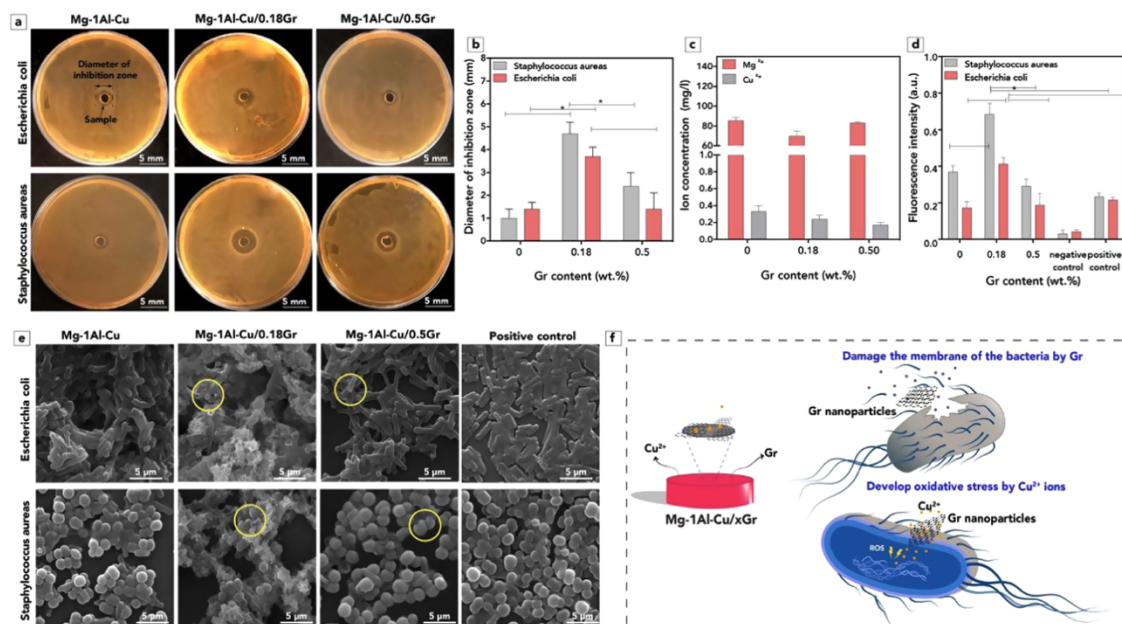 a
Mg-1Al-Cu
Mg-1Al-Cu/0.18Gr
Mg-1Al-Cu/0.5Gr
Escherichia coli
Diameter of
inhibition zone
Sample
5 mm
5 mm
5 mm
Staphylococcus aureas
5 mm
5 mm
5 mm
b
Diameter of inhibition zone (mm)
Staphylococcus aureas
Escherichia coli
8
7
6
5
4
3
2
1
0
* *
0 0.18 0.5
Gr content (wt.%)
c
Ion concentration (mg/l)
Mg ²⁺
Cu ²⁺
140
120
100
80
60
1.0
0.8
0.6
0.4
0.2
0.0
0 0.18 0.50
Gr content (wt.%)
d
Fluorescence intensity (a.u.)
Staphylococcus aureas
Escherichia coli
1.0
0.8
0.6
0.4
0.2
0.0
*
0 0.18 0.5 negative control positive control
Gr content (wt.%)
e
Mg-1Al-Cu
Mg-1Al-Cu/0.18Gr
Mg-1Al-Cu/0.5Gr
Positive control
Escherichia coli
5 µm
5 µm
5 µm
5 µm
Staphylococcus aureas
5 µm
5 µm
5 µm
5 µm
f
Damage the membrane of the bacteria by Gr
Gr nanoparticles
Cu²⁺
Gr
Mg-1Al-Cu/xGr
Develop oxidative stress by Cu²⁺ ions
Cu²⁺
Gr nanoparticles
ROS